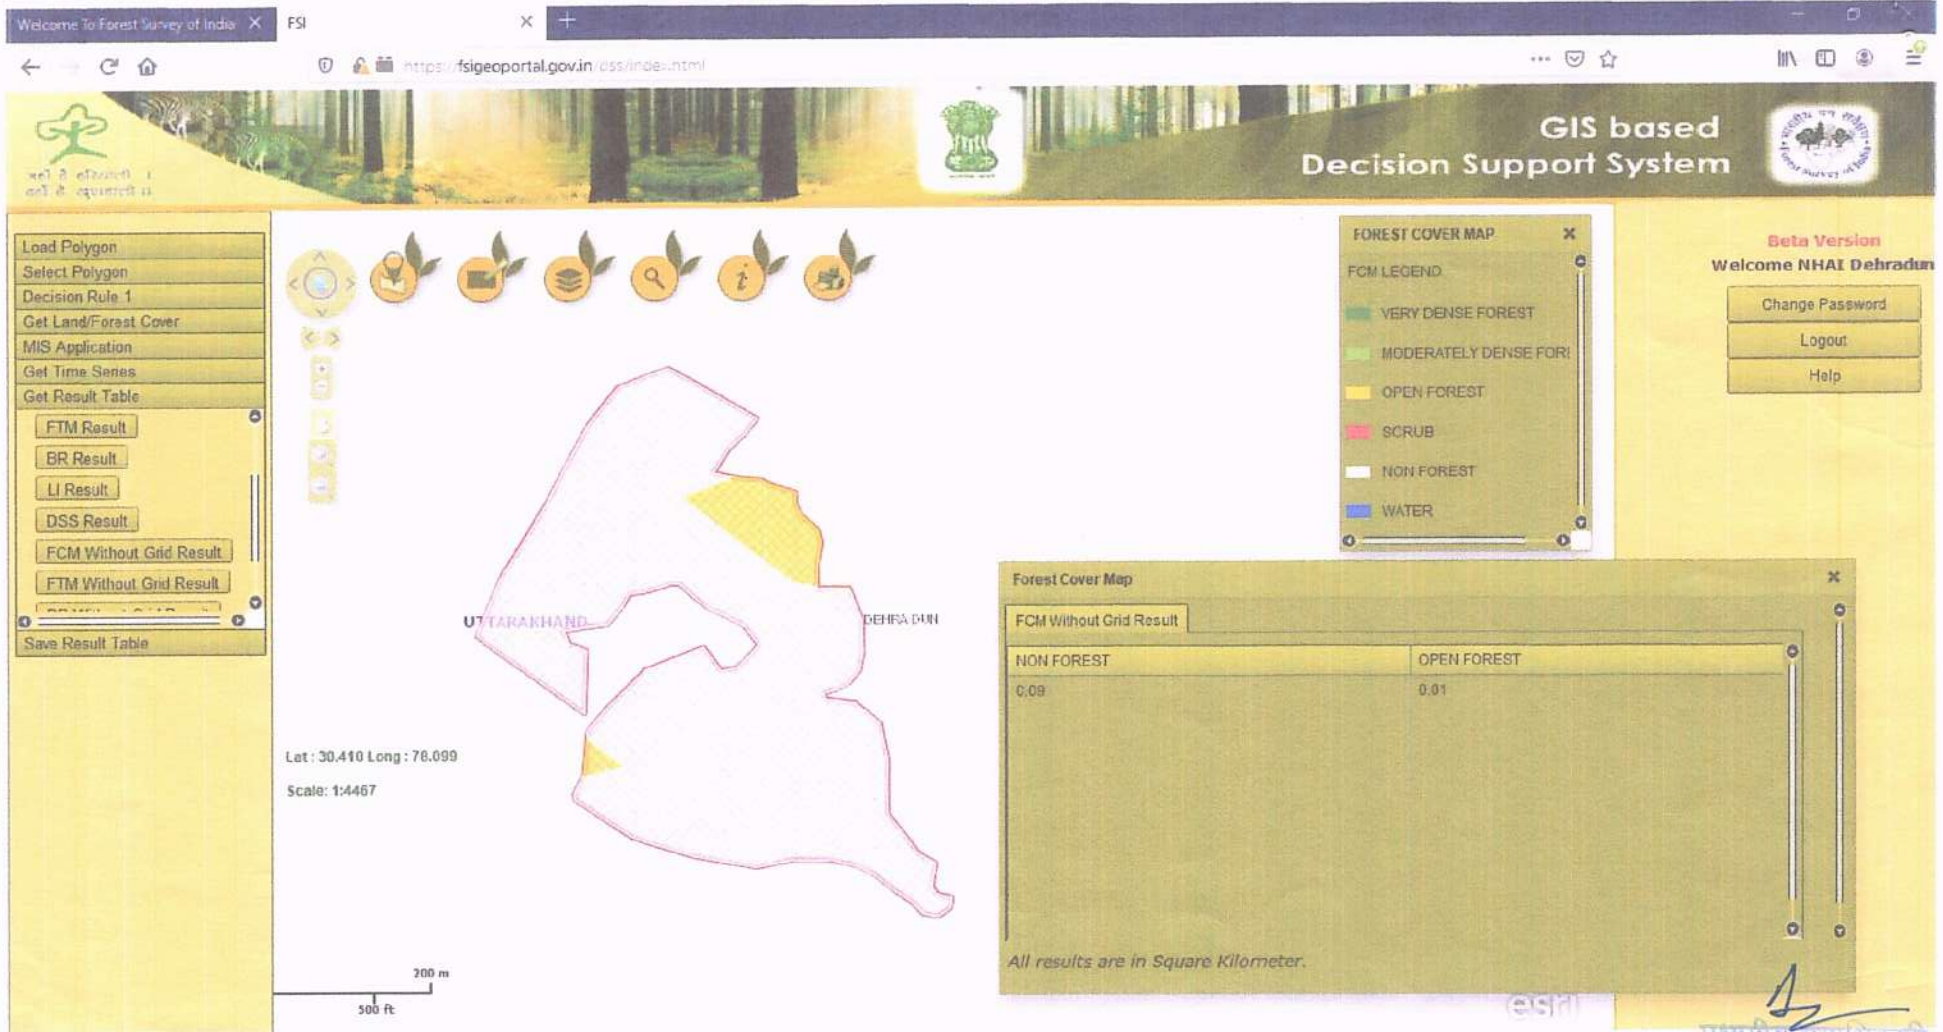 Welcome To Forest Survey of India
FSI
https://fsigeoportal.gov.in/dss/index.html
GIS based
Decision Support System
Load Polygon
Select Polygon
Decision Rule 1
Get Land/Forest Cover
MIS Application
Get Time Series
Get Result Table
FTM Result
BR Result
LI Result
DSS Result
FCM Without Grid Result
FTM Without Grid Result
Save Result Table
UTTARAKHAND
DEHRA DUN
Lat : 30.410 Long : 78.099
Scale: 1:4467
200 m
500 ft
FOREST COVER MAP
FCM LEGEND
VERY DENSE FOREST
MODERATELY DENSE FORE
OPEN FOREST
SCRUB
NON FOREST
WATER
Beta Version
Welcome NHAI Dehradun
Change Password
Logout
Help
Forest Cover Map
FCM Without Grid Result
NON FOREST OPEN FOREST
0.09 0.01
All results are in Square Kilometer.
esri